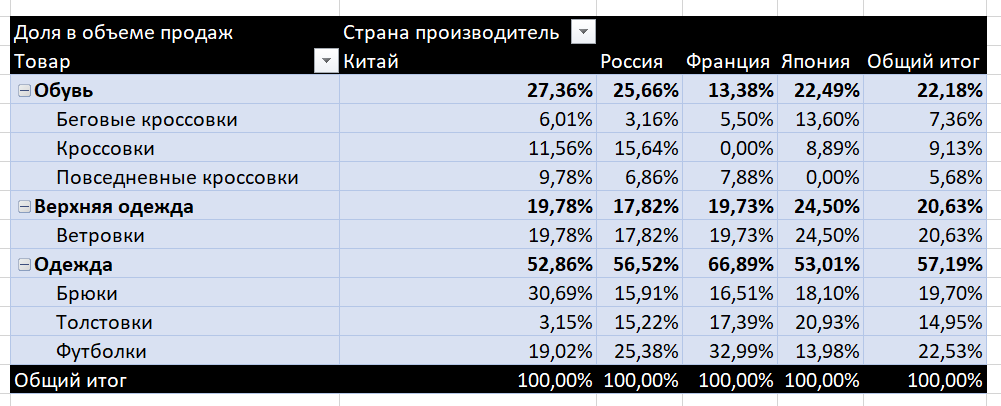 Доля в объеме продаж Страна производитель
Товар Китай Россия Франция Япония Общий итог
Обувь 27,36% 25,66% 13,38% 22,49% 22,18%
Беговые кроссовки 6,01% 3,16% 5,50% 13,60% 7,36%
Кроссовки 11,56% 15,64% 0,00% 8,89% 9,13%
Повседневные кроссовки 9,78% 6,86% 7,88% 0,00% 5,68%
Верхняя одежда 19,78% 17,82% 19,73% 24,50% 20,63%
Ветровки 19,78% 17,82% 19,73% 24,50% 20,63%
Одежда 52,86% 56,52% 66,89% 53,01% 57,19%
Брюки 30,69% 15,91% 16,51% 18,10% 19,70%
Толстовки 3,15% 15,22% 17,39% 20,93% 14,95%
Футболки 19,02% 25,38% 32,99% 13,98% 22,53%
Общий итог 100,00% 100,00% 100,00% 100,00% 100,00%